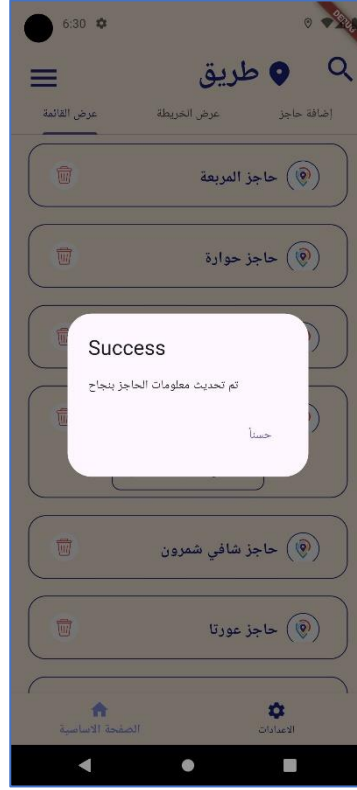 6:30
DEBUG
طريق
إضافة حاجز
عرض الخريطة
عرض القائمة
حاجز المربعة
حاجز حوارة
Success
تم تحديث معلومات الحاجز بنجاح
حسناً
حاجز شافي شمرون
حاجز عورتا
الاعدادات
الصفحة الاساسية